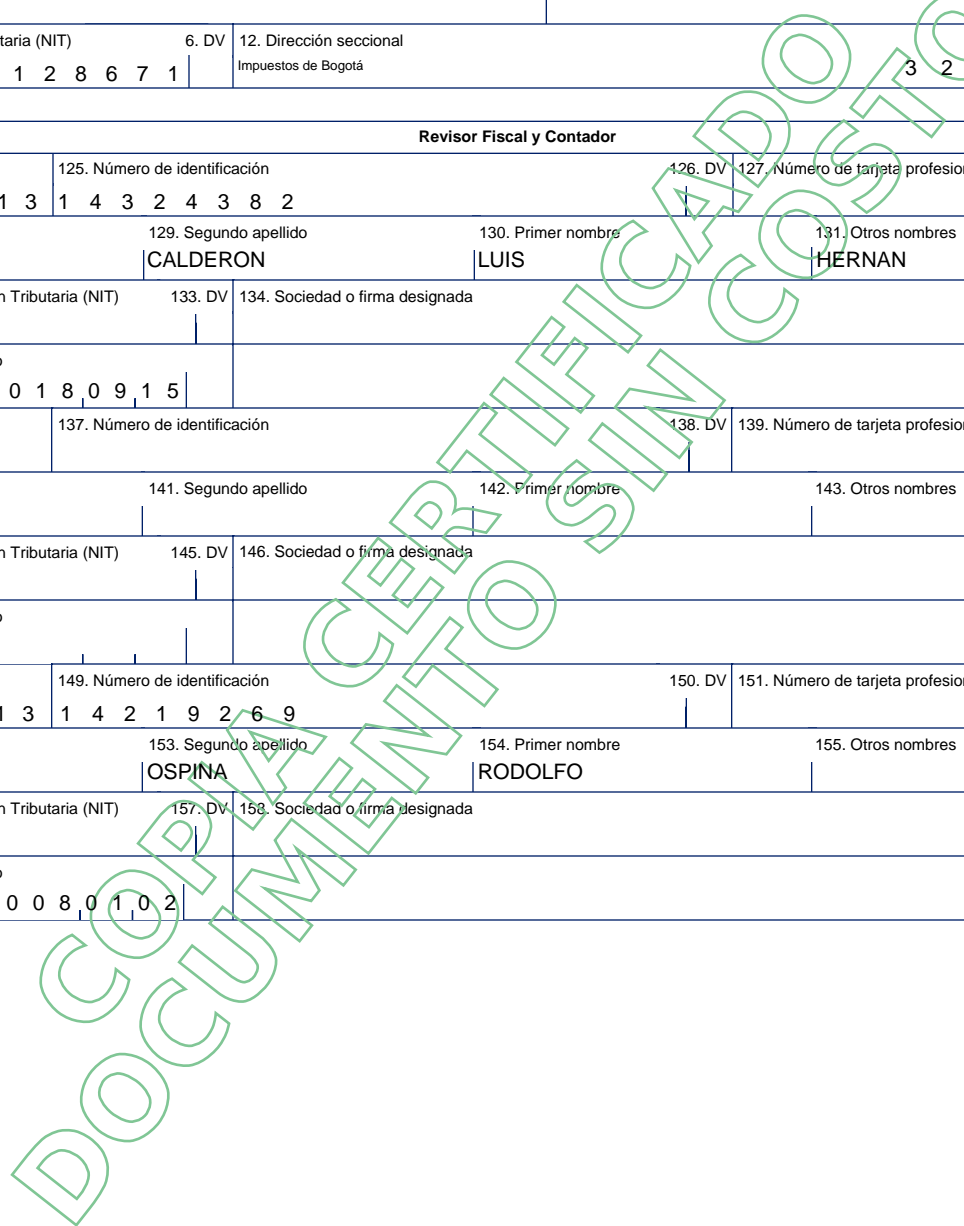 taria (NIT) 6. DV 12. Dirección seccional
1 2 8 6 7 1 Impuestos de Bogotá 3 2
Revisor Fiscal y Contador
125. Número de identificación 126. DV 127. Número de tarjeta profesion
1 3 1 4 3 2 4 3 8 2
129. Segundo apellido 130. Primer nombre 131. Otros nombres
CALDERON LUIS HERNAN
n Tributaria (NIT) 133. DV 134. Sociedad o firma designada
o
0 1 8 0 9 1 5
137. Número de identificación 138. DV 139. Número de tarjeta profesion
141. Segundo apellido 142. Primer nombre 143. Otros nombres
n Tributaria (NIT) 145. DV 146. Sociedad o firma designada
o
149. Número de identificación 150. DV 151. Número de tarjeta profesion
1 3 1 4 2 1 9 2 6 9
153. Segundo apellido 154. Primer nombre 155. Otros nombres
OSPINA RODOLFO
n Tributaria (NIT) 157. DV 158. Sociedad o firma designada
o
0 0 8 0 1 0 2
COPIA CERTIFICADO
DOCUMENTO SIN COSTO